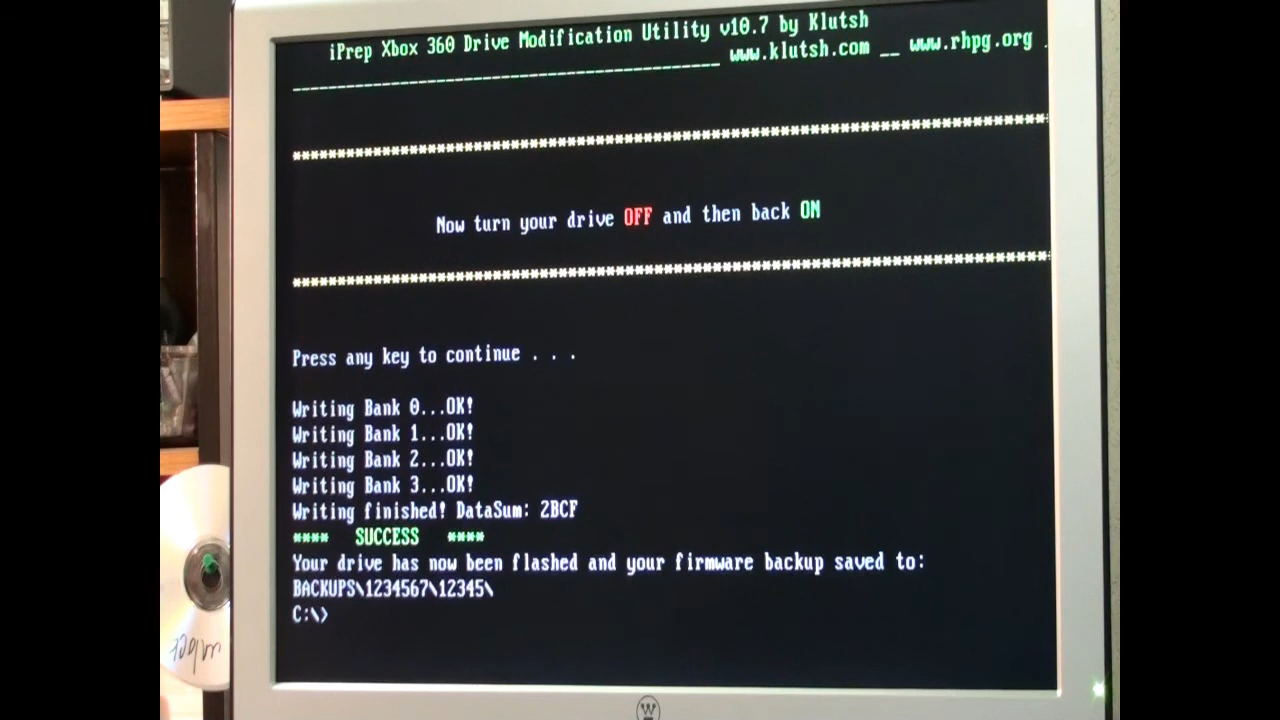 iPrep Xbox 360 Drive Modification Utility v10.7 by Klutsh
________________________________________________ www.klutsh.com __ www.rhpg.org .
*************************************************************************************
Now turn your drive OFF and then back ON
*************************************************************************************
Press any key to continue . . .
Writing Bank 0...OK!
Writing Bank 1...OK!
Writing Bank 2...OK!
Writing Bank 3...OK!
Writing finished! DataSum: 2BCF
**** SUCCESS ****
Your drive has now been flashed and your firmware backup saved to:
BACKUPS\1234567\12345\
C:\>
W